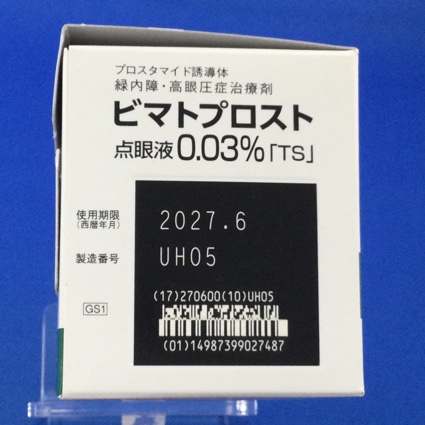 プロスタマイド誘導体
緑内障・高眼圧症治療剤
ビマトプロスト
点眼液0.03%「TS」
使用期限
(西暦年月)
2027.6
製造番号
UH05
(17)270600(10)UH05
GS1
(01)14987399027487